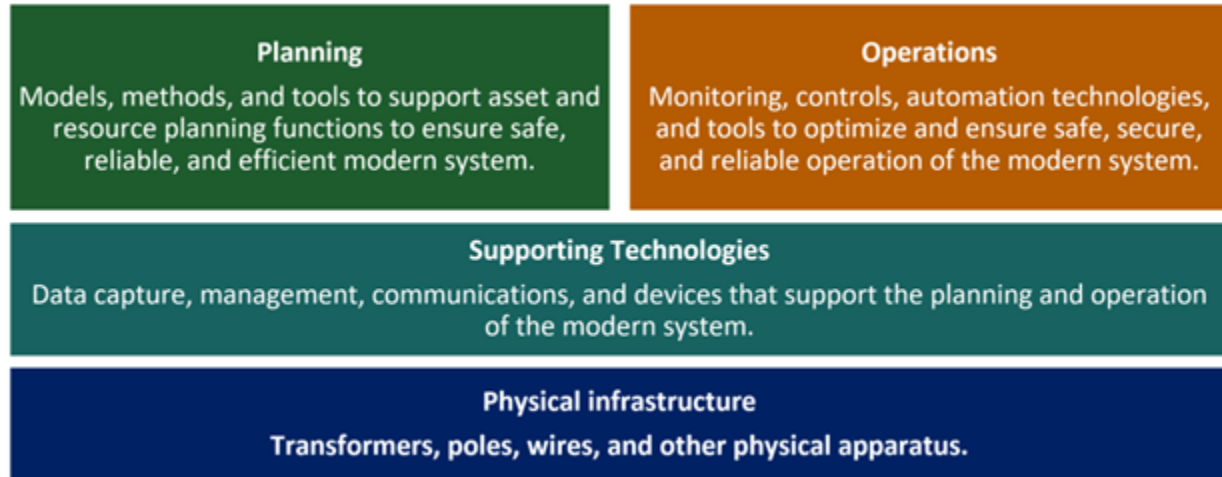 Planning
Models, methods, and tools to support asset and
resource planning functions to ensure safe,
reliable, and efficient modern system.
Operations
Monitoring, controls, automation technologies,
and tools to optimize and ensure safe, secure,
and reliable operation of the modern system.
Supporting Technologies
Data capture, management, communications, and devices that support the planning and operation
of the modern system.
Physical infrastructure
Transformers, poles, wires, and other physical apparatus.